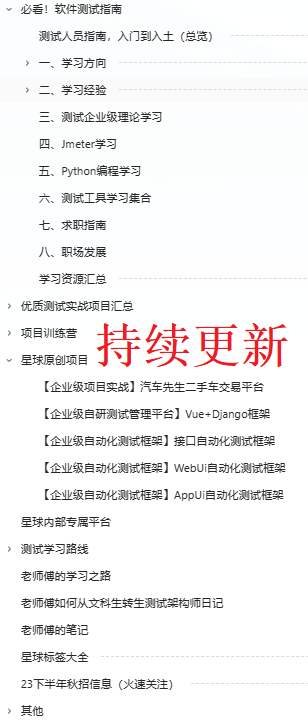 必看！软件测试指南
测试人员指南，入门到入土（总览）
一、学习方向
二、学习经验
三、测试企业级理论学习
四、Jmeter学习
五、Python编程学习
六、测试工具学习集合
七、求职指南
八、职场发展
学习资源汇总
优质测试实战项目汇总
项目训练营
持续更新
星球原创项目
【企业级项目实战】汽车先生二手车交易平台
【企业级自研测试管理平台】Vue+Django框架
【企业级自动化测试框架】接口自动化测试框架
【企业级自动化测试框架】WebUi自动化测试框架
【企业级自动化测试框架】AppUi自动化测试框架
星球内部专属平台
测试学习路线
老师傅的学习之路
老师傅如何从文科生转生测试架构师日记
老师傅的笔记
星球标签大全
23下半年秋招信息（火速关注）
其他